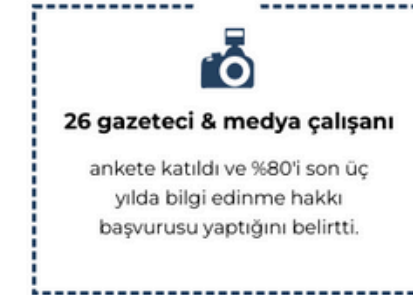 26 gazeteci & medya çalışanı
ankete katıldı ve %80'i son üç
yılda bilgi edinme hakkı
başvurusu yaptığını belirtti.